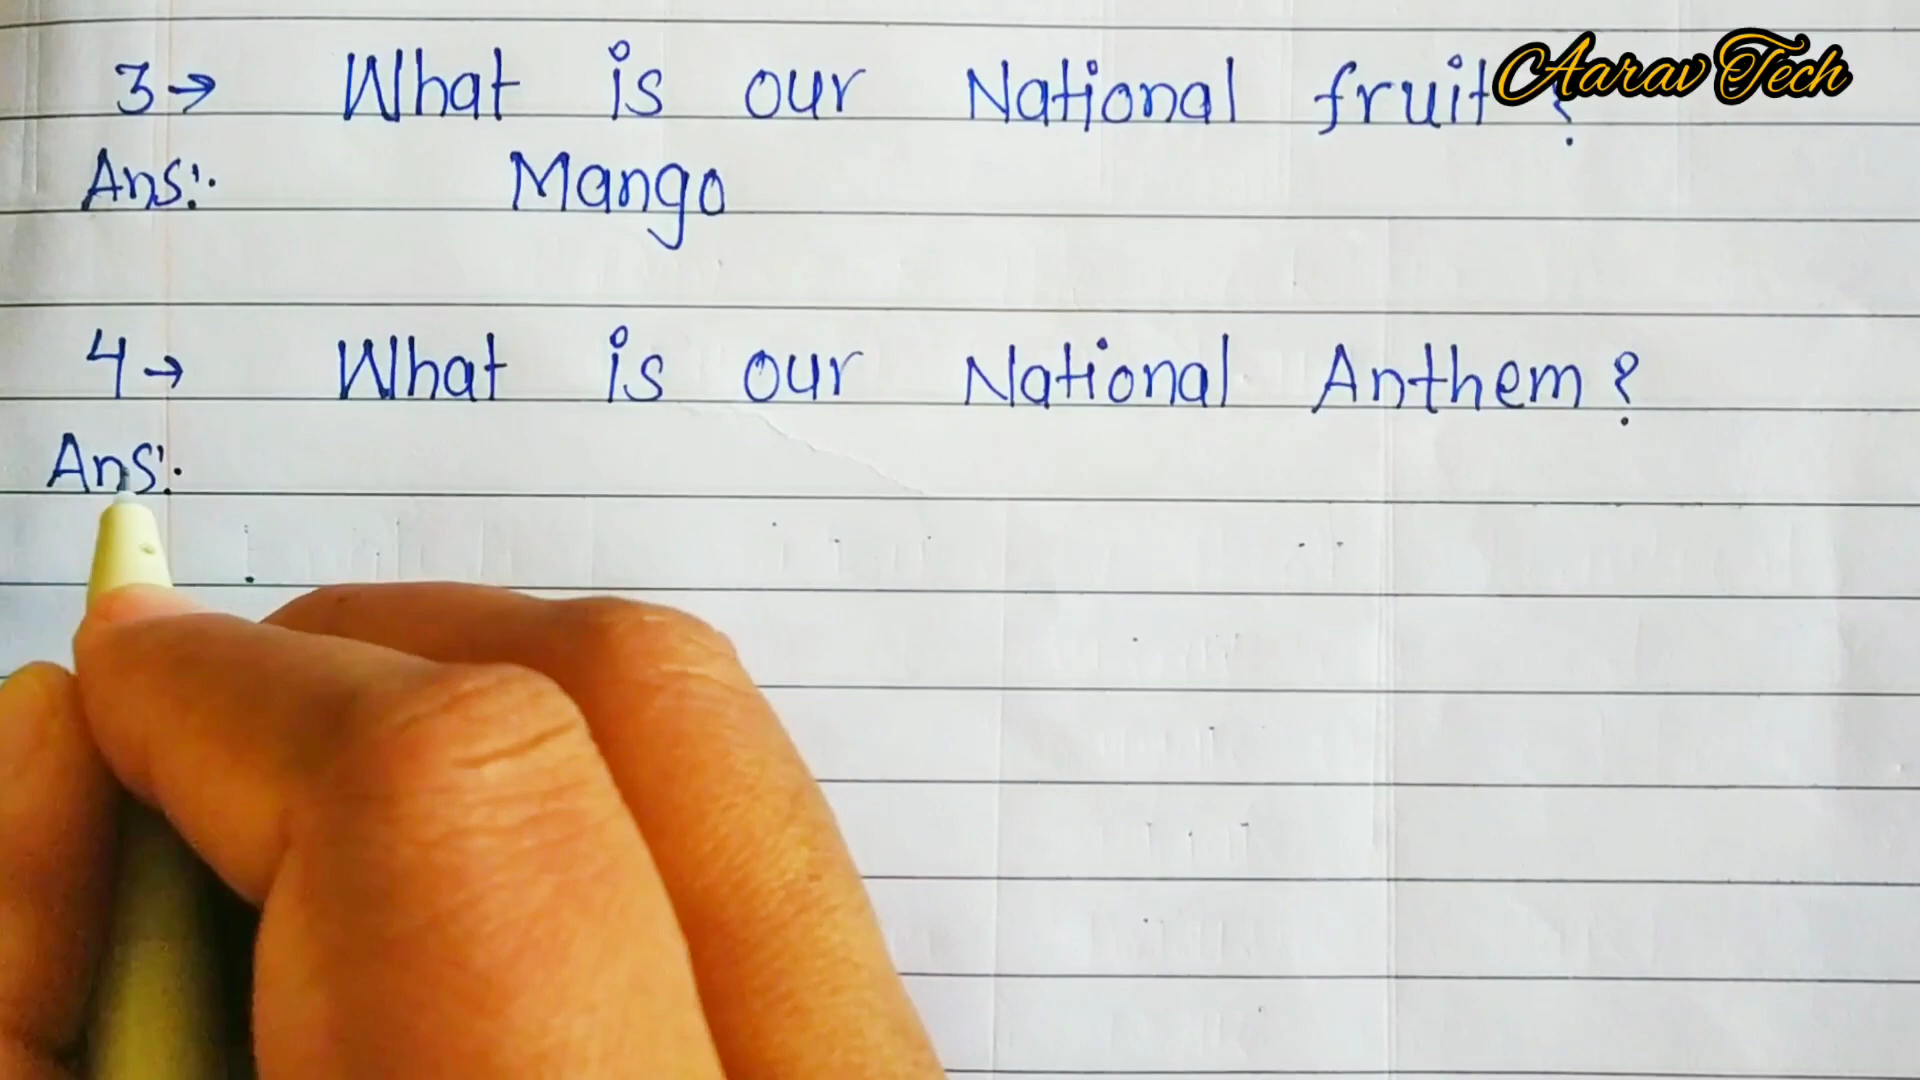 3→ What is our National fruit?
Aarav Tech
Ans:. Mango
4→ What is our National Anthem?
Ans:.